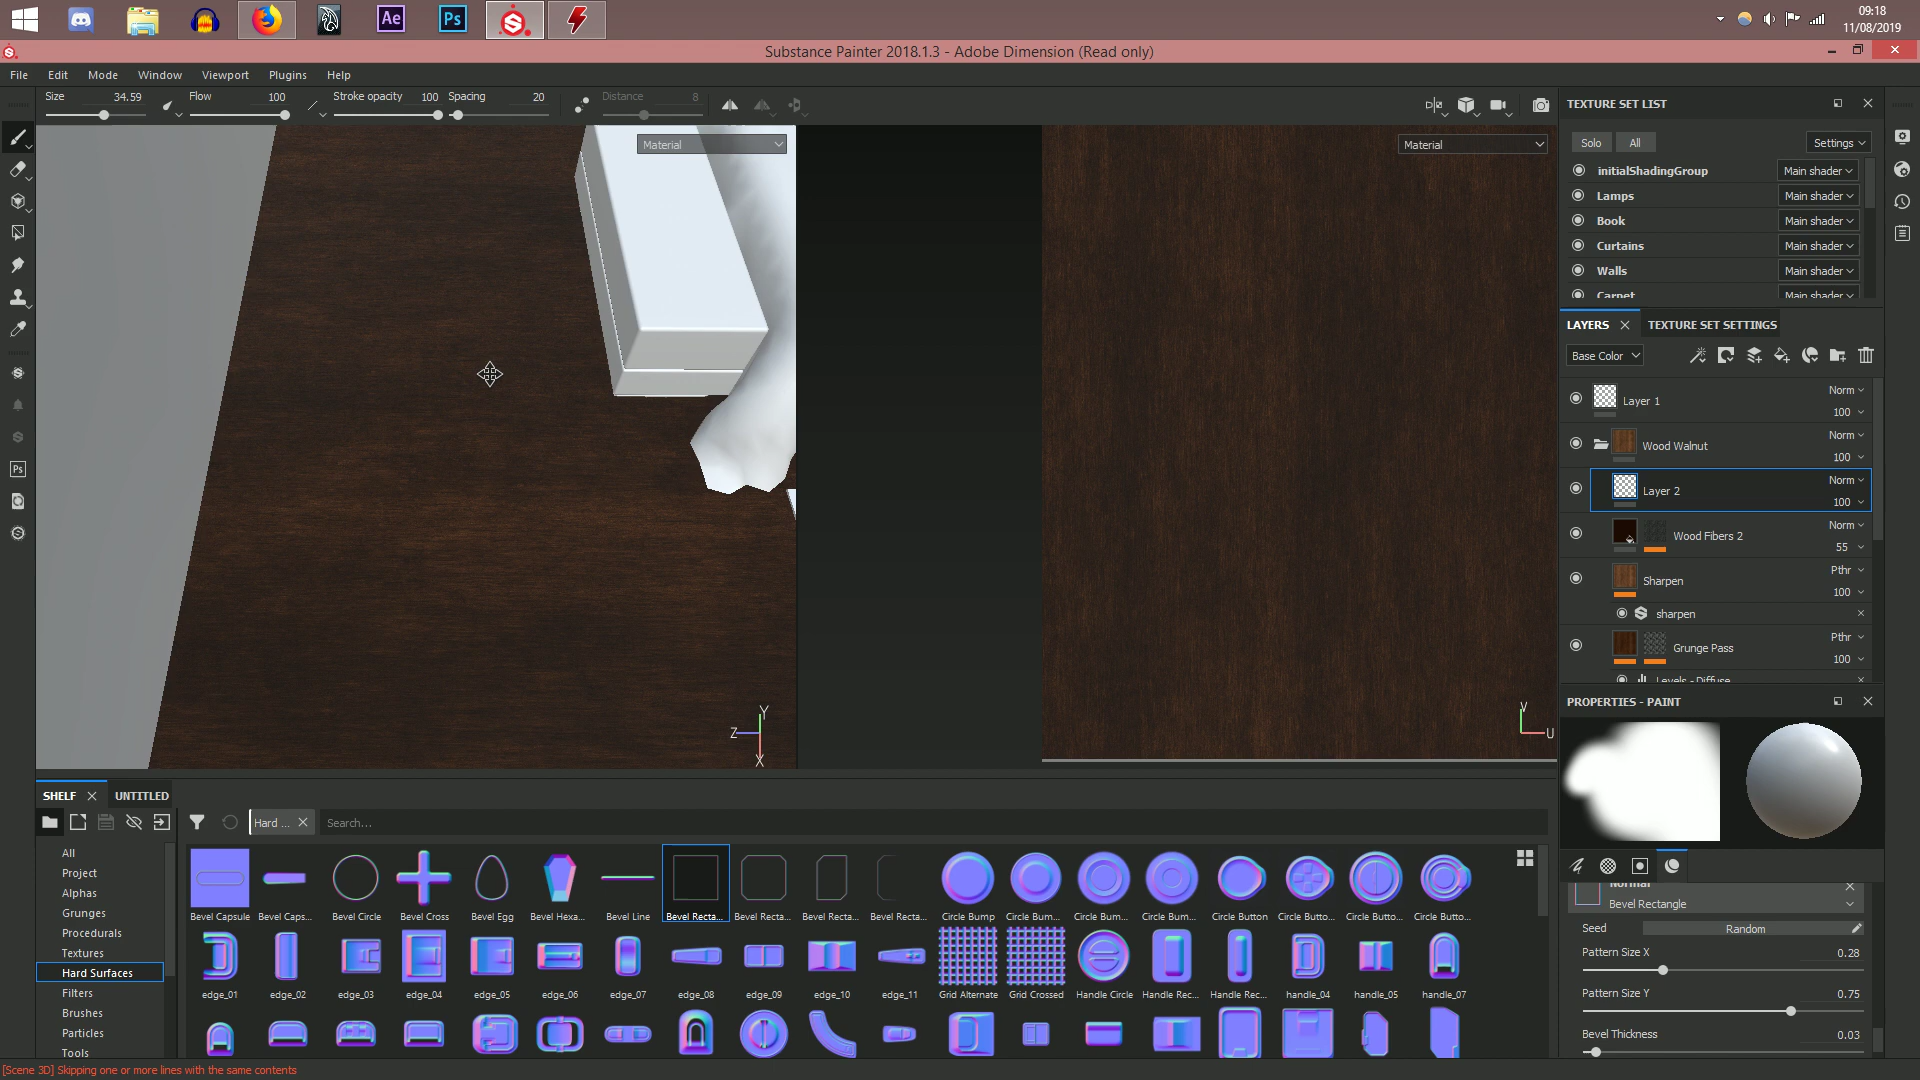 Ae
Ps
09:18
11/08/2019
Substance Painter 2018.1.3 - Adobe Dimension (Read only)
File Edit Mode Window Viewport Plugins Help
Size 34.59 Flow 100 Stroke opacity 100 Spacing 20 Distance 8
Material
Material
Z Y X
V U
Ps
TEXTURE SET LIST
Solo All Settings
initialShadingGroup Main shader
Lamps Main shader
Book Main shader
Curtains Main shader
Walls Main shader
Carpet Main shader
LAYERS TEXTURE SET SETTINGS
Base Color
Layer 1 Norm 100
Wood Walnut Norm 100
Layer 2 Norm 100
Wood Fibers 2 Norm 55
Sharpen Pthr 100
sharpen
Grunge Pass Pthr 100
Levels - Diffuse
PROPERTIES - PAINT
Normal
Bevel Rectangle
Seed Random
Pattern Size X 0.28
Pattern Size Y 0.75
Bevel Thickness 0.03
SHELF UNTITLED
Hard ... Search...
All
Project
Alphas
Grunges
Procedurals
Textures
Hard Surfaces
Filters
Brushes
Particles
Tools
Bevel Capsule Bevel Caps... Bevel Circle Bevel Cross Bevel Egg Bevel Hexa... Bevel Line Bevel Recta... Bevel Recta... Bevel Recta... Bevel Recta... Circle Bump Circle Bum... Circle Bum... Circle Bum... Circle Button Circle Butto... Circle Butto... Circle Butto...
edge_01 edge_02 edge_03 edge_04 edge_05 edge_06 edge_07 edge_08 edge_09 edge_10 edge_11 Grid Alternate Grid Crossed Handle Circle Handle Rec... Handle Rec... handle_04 handle_05 handle_07
[Scene 3D] Skipping one or more lines with the same contents